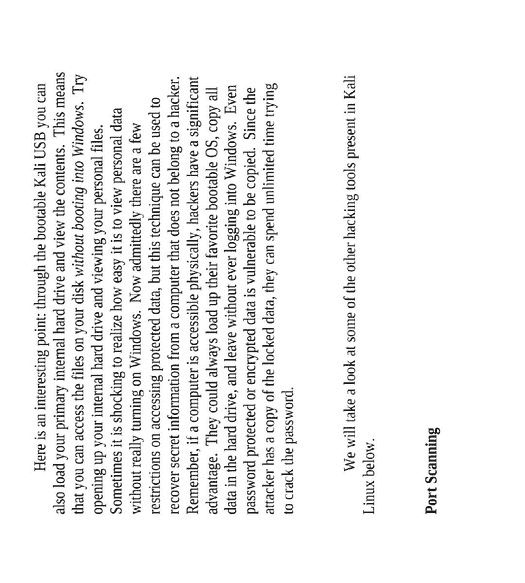 Here is an interesting point: through the bootable Kali USB you can
also load your primary internal hard drive and view the contents.  This means
that you can access the files on your disk without booting into Windows.  Try
opening up your internal hard drive and viewing your personal files.
Sometimes it is shocking to realize how easy it is to view personal data
without really turning on Windows.  Now admittedly there are a few
restrictions on accessing protected data, but this technique can be used to
recover secret information from a computer that does not belong to a hacker.
Remember, if a computer is accessible physically, hackers have a significant
advantage.  They could always load up their favorite bootable OS, copy all
data in the hard drive, and leave without ever logging into Windows.  Even
password protected or encrypted data is vulnerable to be copied.  Since the
attacker has a copy of the locked data, they can spend unlimited time trying
to crack the password.
We will take a look at some of the other hacking tools present in Kali
Linux below.
Port Scanning